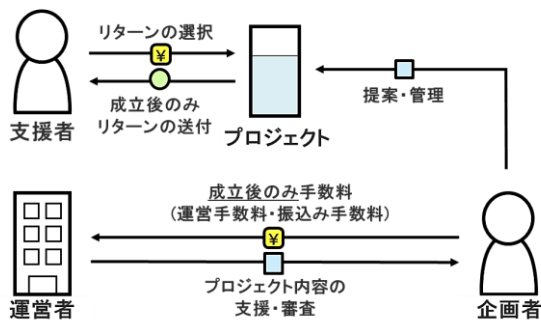 リターンの選択
¥
成立後のみ
リターンの送付
支援者
プロジェクト
提案・管理
成立後のみ手数料
(運営手数料・振込み手数料)
¥
プロジェクト内容の
支援・審査
運営者
企画者